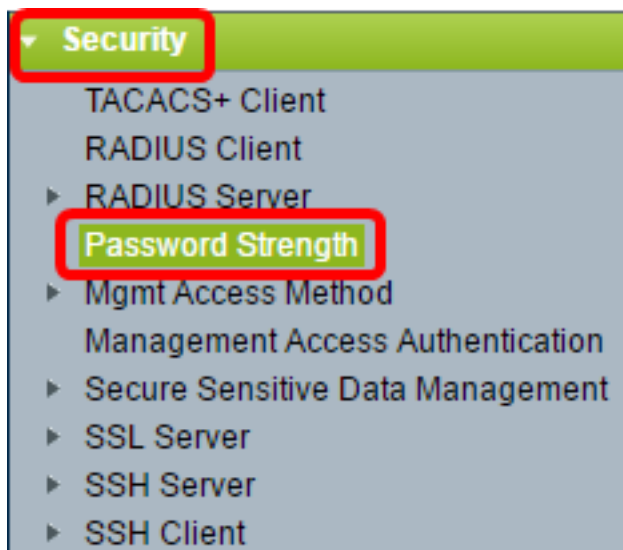 Security
TACACS+ Client
RADIUS Client
RADIUS Server
Password Strength
Mgmt Access Method
Management Access Authentication
Secure Sensitive Data Management
SSL Server
SSH Server
SSH Client